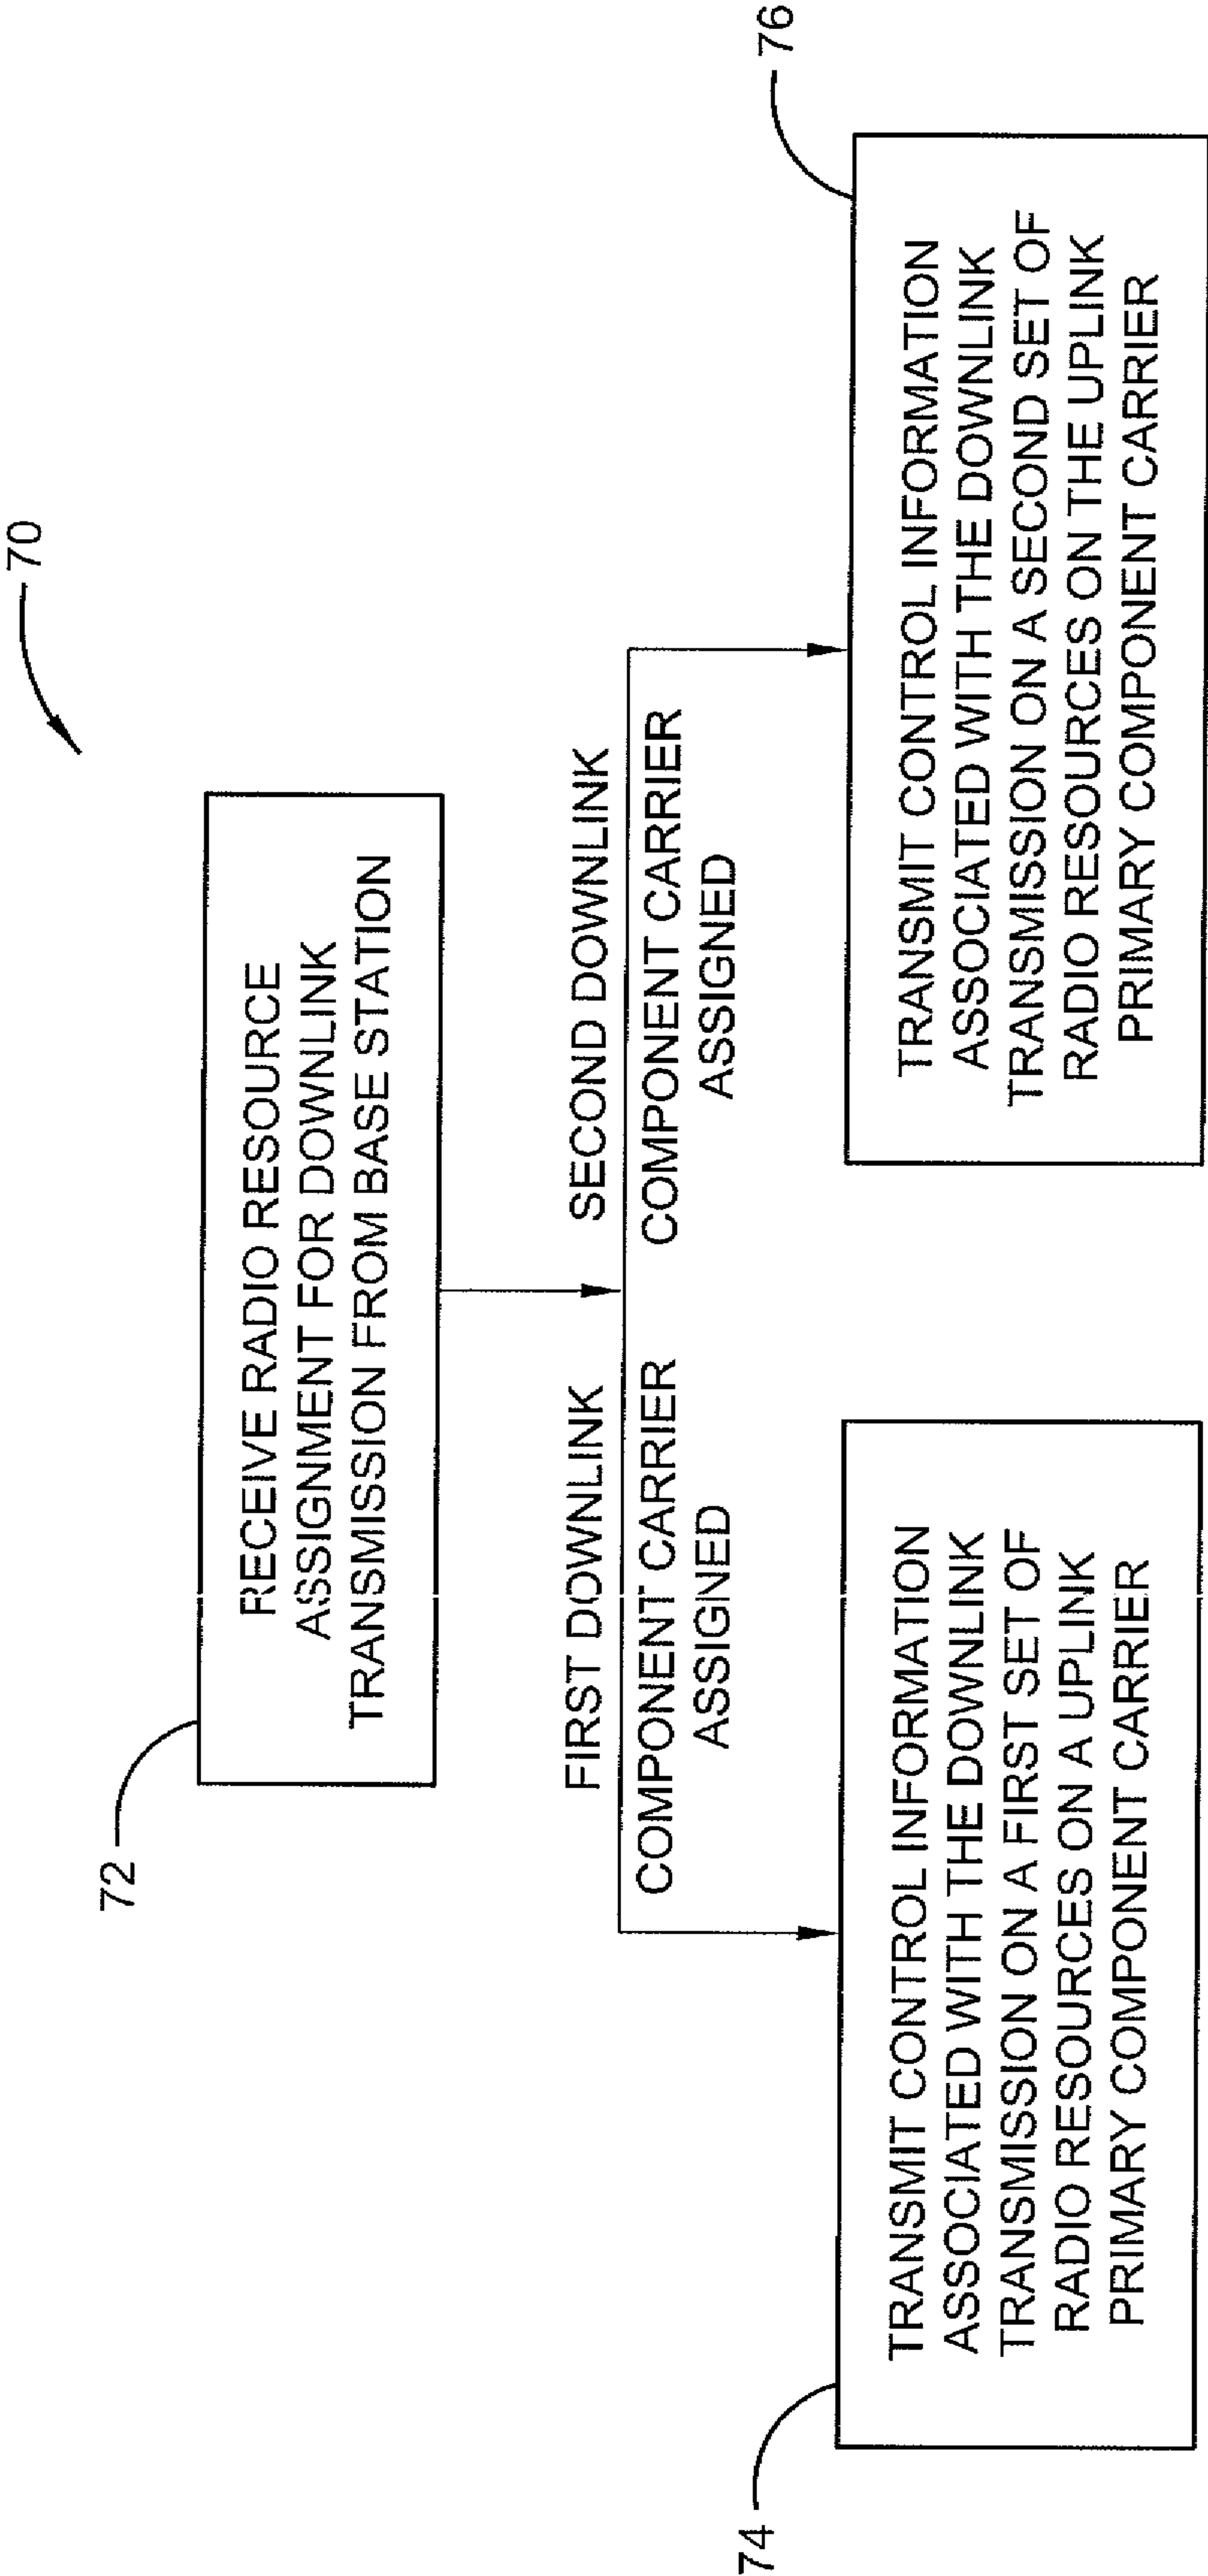 70
72
RECEIVE RADIO RESOURCE
ASSIGNMENT FOR DOWNLINK
TRANSMISSION FROM BASE STATION
FIRST DOWNLINK
COMPONENT CARRIER
ASSIGNED
SECOND DOWNLINK
COMPONENT CARRIER
ASSIGNED
74
TRANSMIT CONTROL INFORMATION
ASSOCIATED WITH THE DOWNLINK
TRANSMISSION ON A FIRST SET OF
RADIO RESOURCES ON A UPLINK
PRIMARY COMPONENT CARRIER
76
TRANSMIT CONTROL INFORMATION
ASSOCIATED WITH THE DOWNLINK
TRANSMISSION ON A SECOND SET OF
RADIO RESOURCES ON THE UPLINK
PRIMARY COMPONENT CARRIER